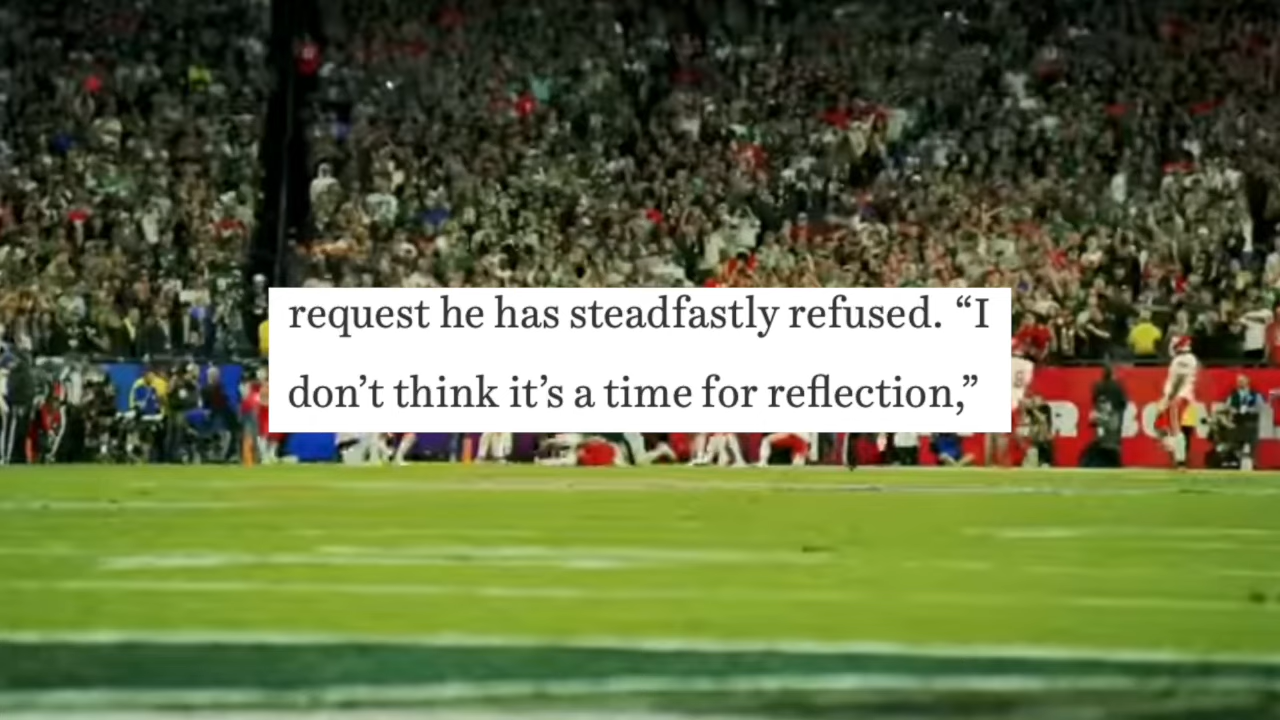 request he has steadfastly refused. “I
don’t think it’s a time for reflection,”